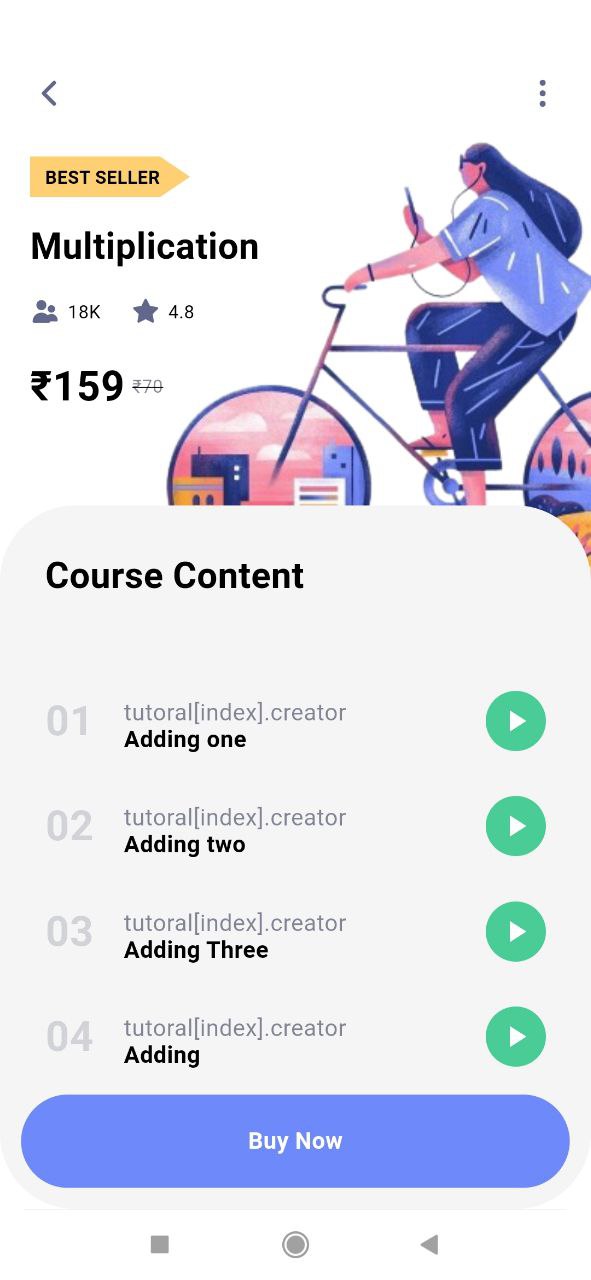 BEST SELLER
Multiplication
18K 4.8
₹159 ₹70
Course Content
01 tutoral[index].creator
Adding one
02 tutoral[index].creator
Adding two
03 tutoral[index].creator
Adding Three
04 tutoral[index].creator
Adding
Buy Now